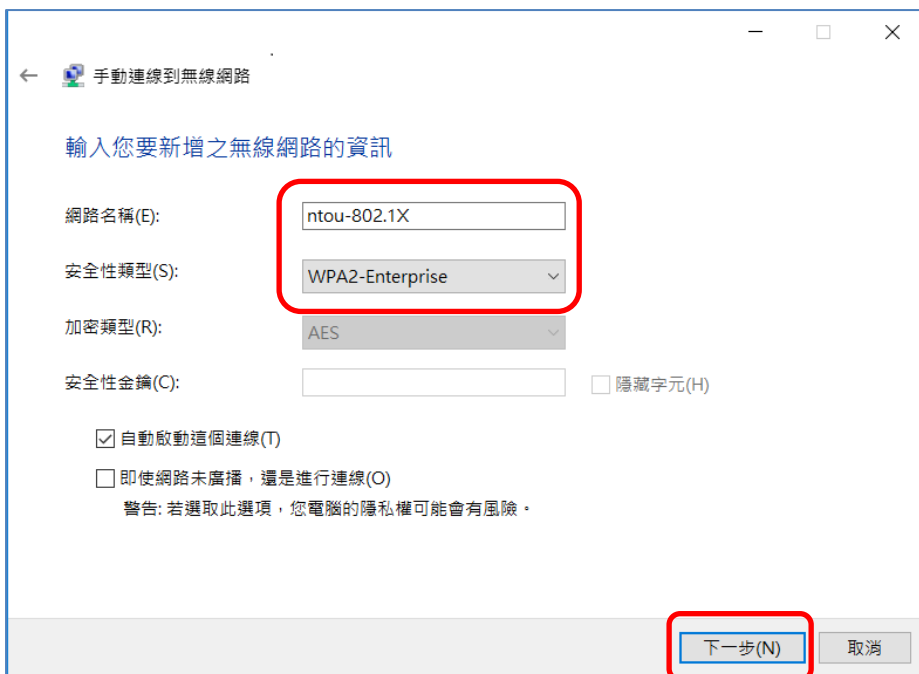 手動連線到無線網路
輸入您要新增之無線網路的資訊
網路名稱(E): ntou-802.1X
安全性類型(S): WPA2-Enterprise
加密類型(R): AES
安全性金鑰(C): 隱藏字元(H)
自動啟動這個連線(T)
即使網路未廣播，還是進行連線(O)
警告: 若選取此選項，您電腦的隱私權可能會有風險。
下一步(N) 取消